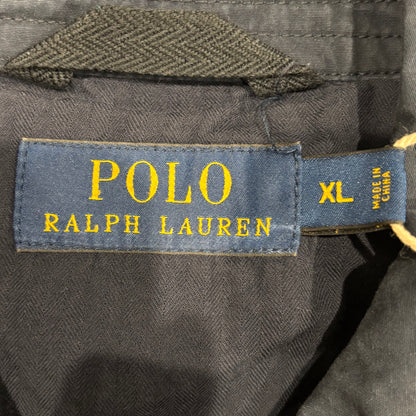 POLO
RALPH LAUREN
XL
MADE IN
CHINA